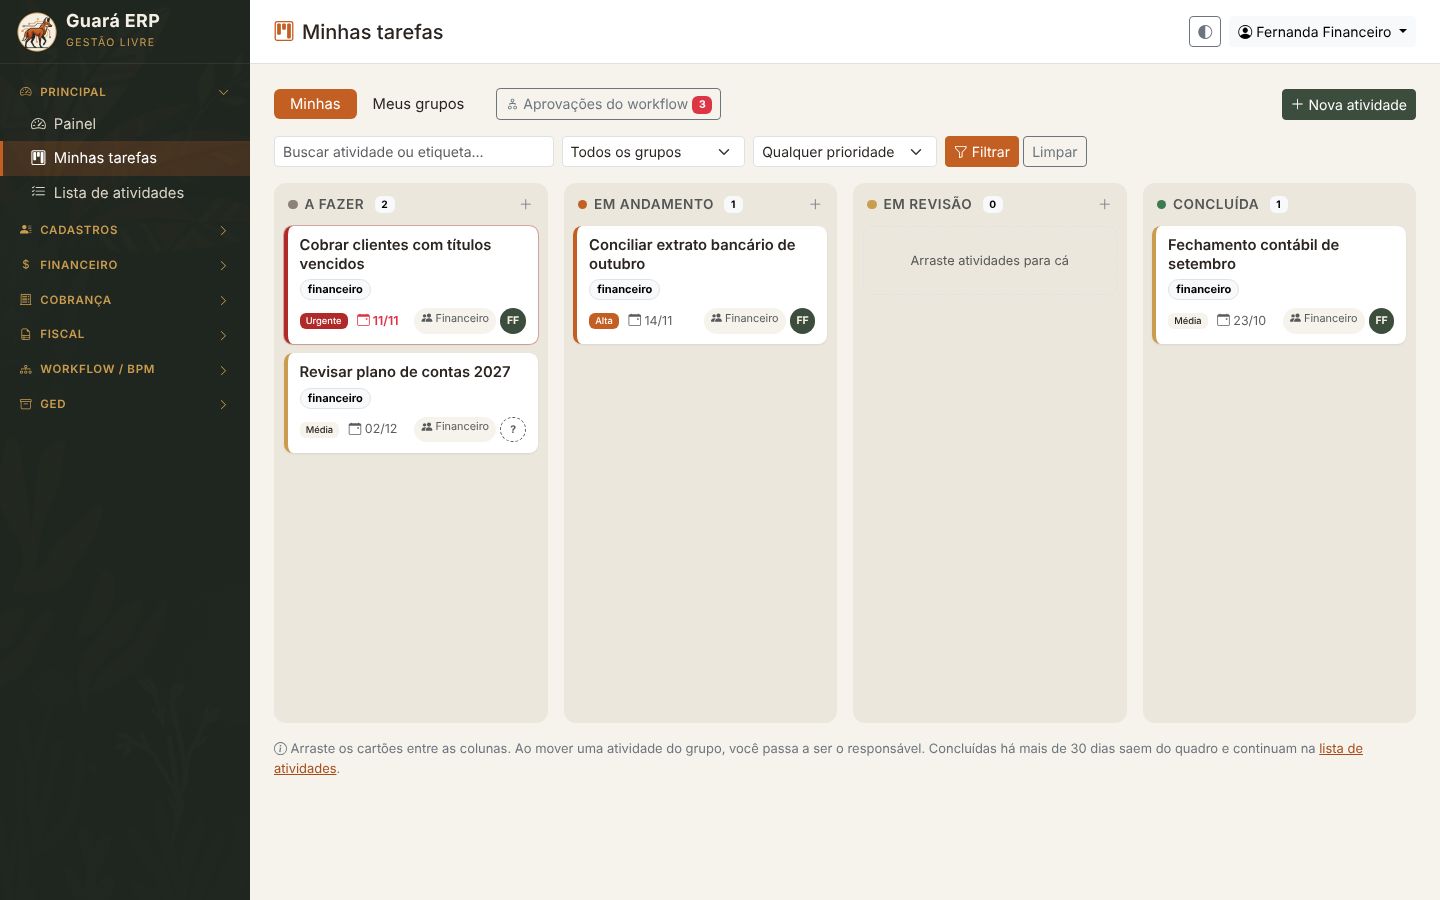 Guará ERP
GESTÃO LIVRE
PRINCIPAL
Painel
Minhas tarefas
Lista de atividades
CADASTROS
FINANCEIRO
COBRANÇA
FISCAL
WORKFLOW / BPM
GED
Minhas tarefas
Fernanda Financeiro
Minhas
Meus grupos
Aprovações do workflow 3
+ Nova atividade
Buscar atividade ou etiqueta...
Todos os grupos
Qualquer prioridade
Filtrar
Limpar
A FAZER 2 +
Cobrar clientes com títulos
vencidos
financeiro
Urgente 11/11 Financeiro FF
Revisar plano de contas 2027
financeiro
Média 02/12 Financeiro ?
EM ANDAMENTO 1 +
Conciliar extrato bancário de
outubro
financeiro
Alta 14/11 Financeiro FF
EM REVISÃO 0 +
Arraste atividades para cá
CONCLUÍDA 1
Fechamento contábil de
setembro
financeiro
Média 23/10 Financeiro FF
Arraste os cartões entre as colunas. Ao mover uma atividade do grupo, você passa a ser o responsável. Concluídas há mais de 30 dias saem do quadro e continuam na lista de
atividades.